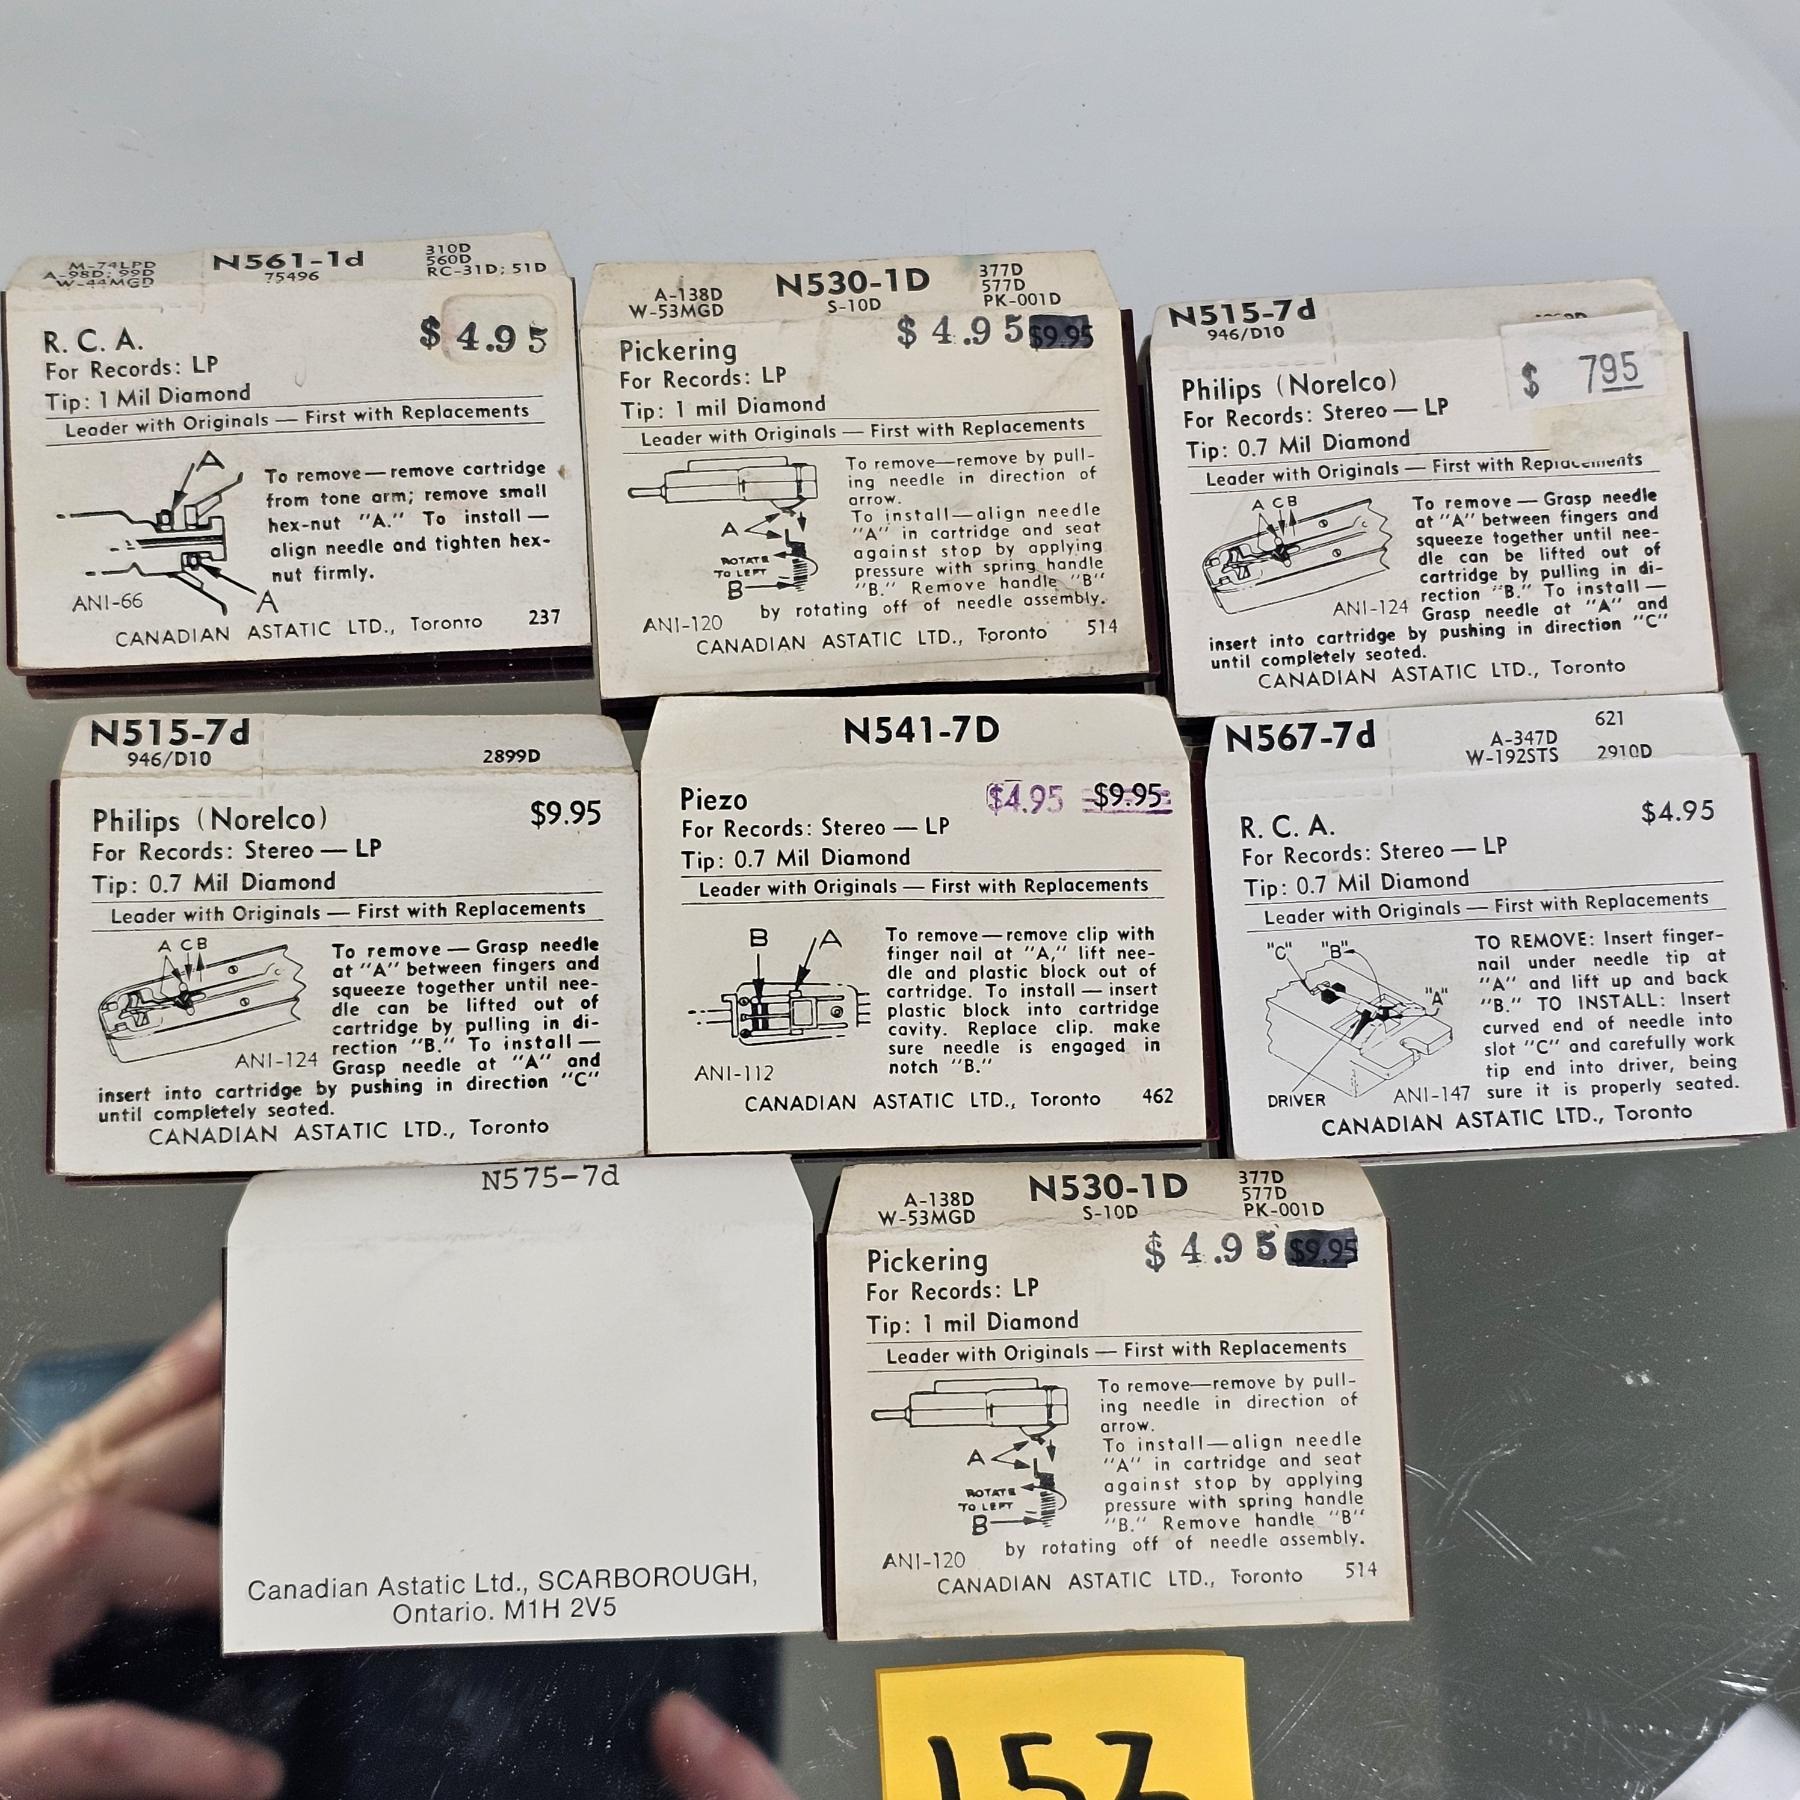 M-74LPD
A-98D; 99D
W-44MGD
N561-1d
75496
310D
560D
RC-31D; 51D
R. C. A.
$ 4.95
For Records: LP
Tip: 1 Mil Diamond
Leader with Originals — First with Replacements
A
To remove—remove cartridge
from tone arm; remove small
hex-nut "A." To install —
align needle and tighten hex-
nut firmly.
ANI-66
A
237
CANADIAN ASTATIC LTD., Toronto
A-138D
W-53MGD
N530-1D
S-10D
377D
577D
PK-001D
Pickering
$ 4.95 $9.95
For Records: LP
Tip: 1 mil Diamond
Leader with Originals — First with Replacements
To remove—remove by pull-
ing needle in direction of
arrow.
To install—align needle
"A" in cartridge and seat
against stop by applying
pressure with spring handle
"B." Remove handle "B"
by rotating off of needle assembly.
A
ROTATE
TO LEFT
B
ANI-120
CANADIAN ASTATIC LTD., Toronto
514
N515-7d
946/D10
$ 795
Philips (Norelco)
For Records: Stereo — LP
Tip: 0.7 Mil Diamond
Leader with Originals — First with Replacements
A C B
To remove — Grasp needle
at "A" between fingers and
squeeze together until nee-
dle can be lifted out of
cartridge by pulling in di-
rection "B." To install —
Grasp needle at "A" and
insert into cartridge by pushing in direction "C"
until completely seated.
ANI-124
CANADIAN ASTATIC LTD., Toronto
N515-7d
946/D10
2899D
Philips (Norelco)
$9.95
For Records: Stereo — LP
Tip: 0.7 Mil Diamond
Leader with Originals — First with Replacements
A C B
To remove — Grasp needle
at "A" between fingers and
squeeze together until nee-
dle can be lifted out of
cartridge by pulling in di-
rection "B." To install —
Grasp needle at "A" and
insert into cartridge by pushing in direction "C"
until completely seated.
ANI-124
CANADIAN ASTATIC LTD., Toronto
N541-7D
Piezo
$4.95 $9.95
For Records: Stereo — LP
Tip: 0.7 Mil Diamond
Leader with Originals — First with Replacements
B A
To remove — remove clip with
finger nail at "A," lift nee-
dle and plastic block out of
cartridge. To install — insert
plastic block into cartridge
cavity. Replace clip. make
sure needle is engaged in
notch "B."
ANI-112
CANADIAN ASTATIC LTD., Toronto
462
N567-7d
A-347D
W-192STS
621
2910D
R. C. A.
$4.95
For Records: Stereo — LP
Tip: 0.7 Mil Diamond
Leader with Originals — First with Replacements
"C" "B"
"A"
DRIVER
TO REMOVE: Insert finger-
nail under needle tip at
"A" and lift up and back
"B." TO INSTALL: Insert
curved end of needle into
slot "C" and carefully work
tip end into driver, being
sure it is properly seated.
ANI-147
CANADIAN ASTATIC LTD., Toronto
N575-7d
Canadian Astatic Ltd., SCARBOROUGH,
Ontario. M1H 2V5
A-138D
W-53MGD
N530-1D
S-10D
377D
577D
PK-001D
Pickering
$ 4.95 $9.95
For Records: LP
Tip: 1 mil Diamond
Leader with Originals — First with Replacements
To remove—remove by pull-
ing needle in direction of
arrow.
To install—align needle
"A" in cartridge and seat
against stop by applying
pressure with spring handle
"B." Remove handle "B"
by rotating off of needle assembly.
A
ROTATE
TO LEFT
B
ANI-120
CANADIAN ASTATIC LTD., Toronto
514